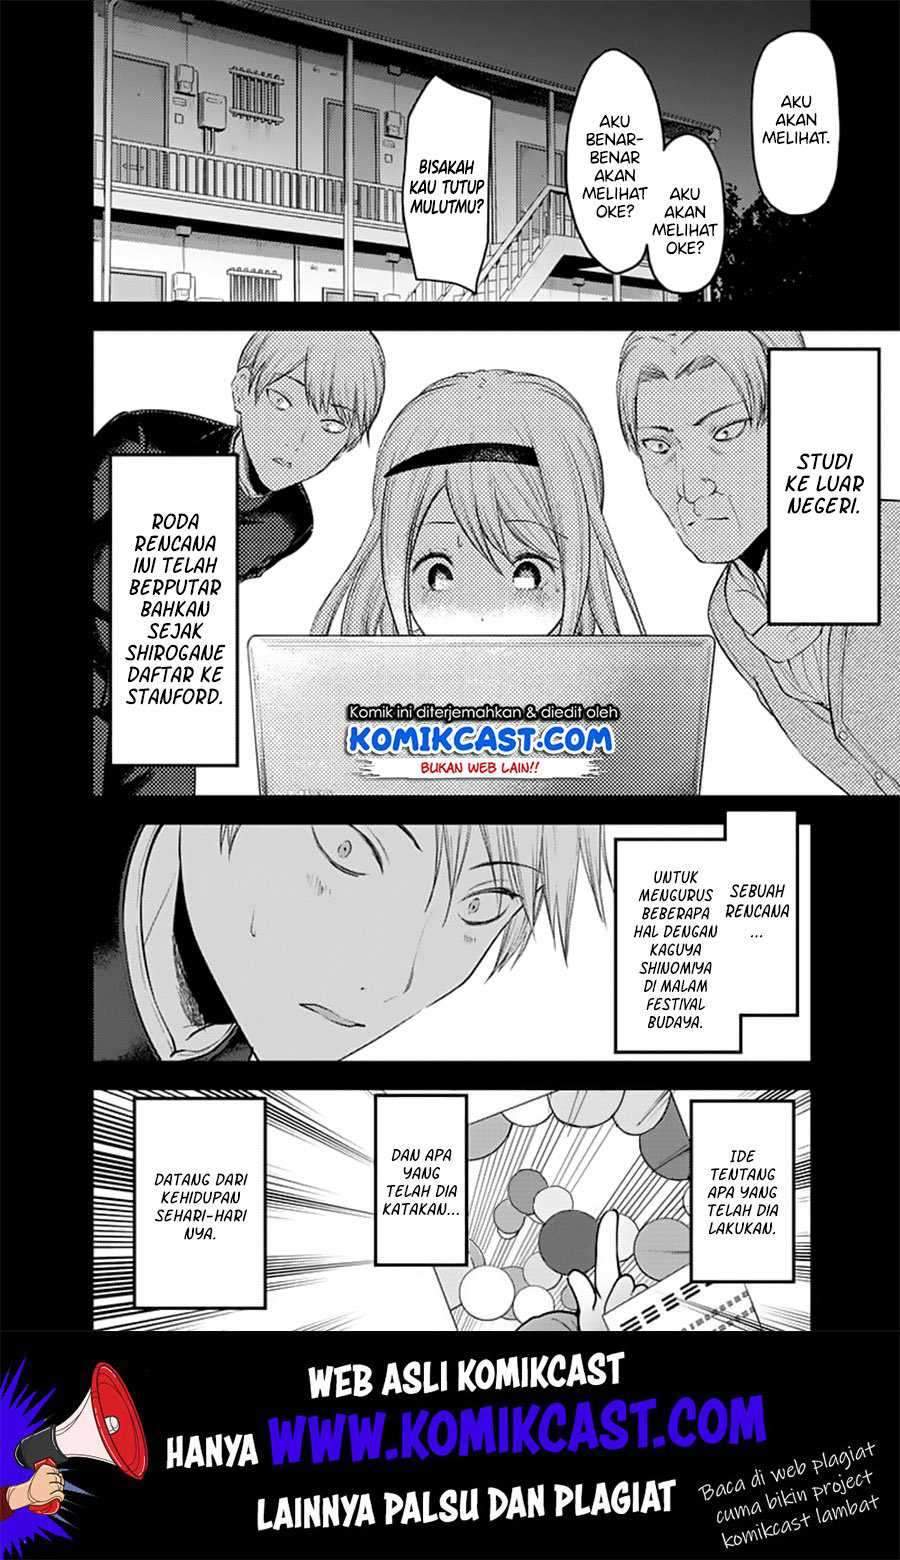 AKU
AKAN
MELIHAT.
AKU
AKAN
MELIHAT
OKE?
AKU
BENAR-
BENAR
AKAN
MELIHAT
OKE?
BISAKAH
KAU TUTUP
MULUTMU?
STUDI
KE LUAR
NEGERI.
RODA
RENCANA
INI TELAH
BERPUTAR
BAHKAN
SEJAK
SHIROGANE
DAFTAR KE
STANFORD.
Komik ini diterjemahkan & diedit oleh
KOMIKCAST.COM
BUKAN WEB LAIN!!
SEBUAH
RENCANA
...
UNTUK
MENGURUS
BEBERAPA
HAL DENGAN
KAGUYA
SHINOMIYA
DI MALAM
FESTIVAL
BUDAYA.
IDE
TENTANG
APA YANG
TELAH DIA
LAKUKAN.
DAN APA
YANG
TELAH DIA
KATAKAN...
DATANG DARI
KEHIDUPAN
SEHARI-HARI
NYA.
WEB ASLI KOMIKCAST
HANYA WWW.KOMIKCAST.COM
LAINNYA PALSU DAN PLAGIAT
Baca di web plagiat
cuma bikin project
komikcast lambat